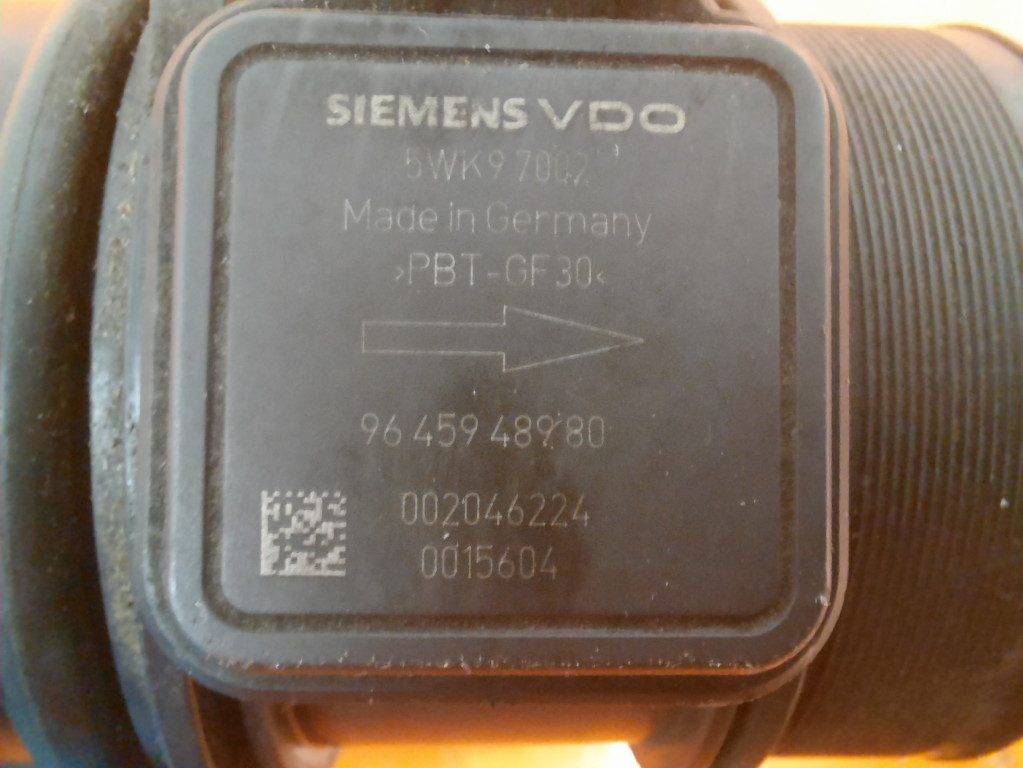 SIEMENS VDO
5WK9 7002
Made in Germany
>PBT-GF30<
96 459 489 80
002046224
0015604